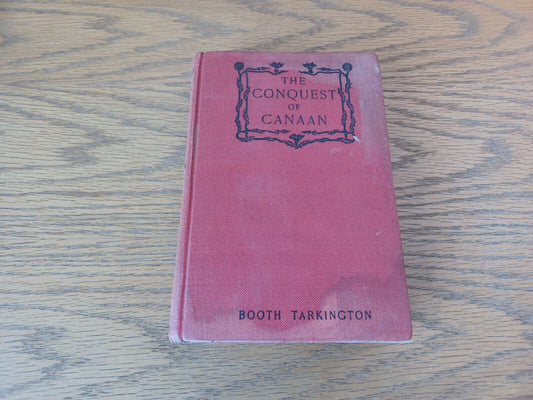 THE
CONQUEST
OF
CANAAN
BOOTH TARKINGTON